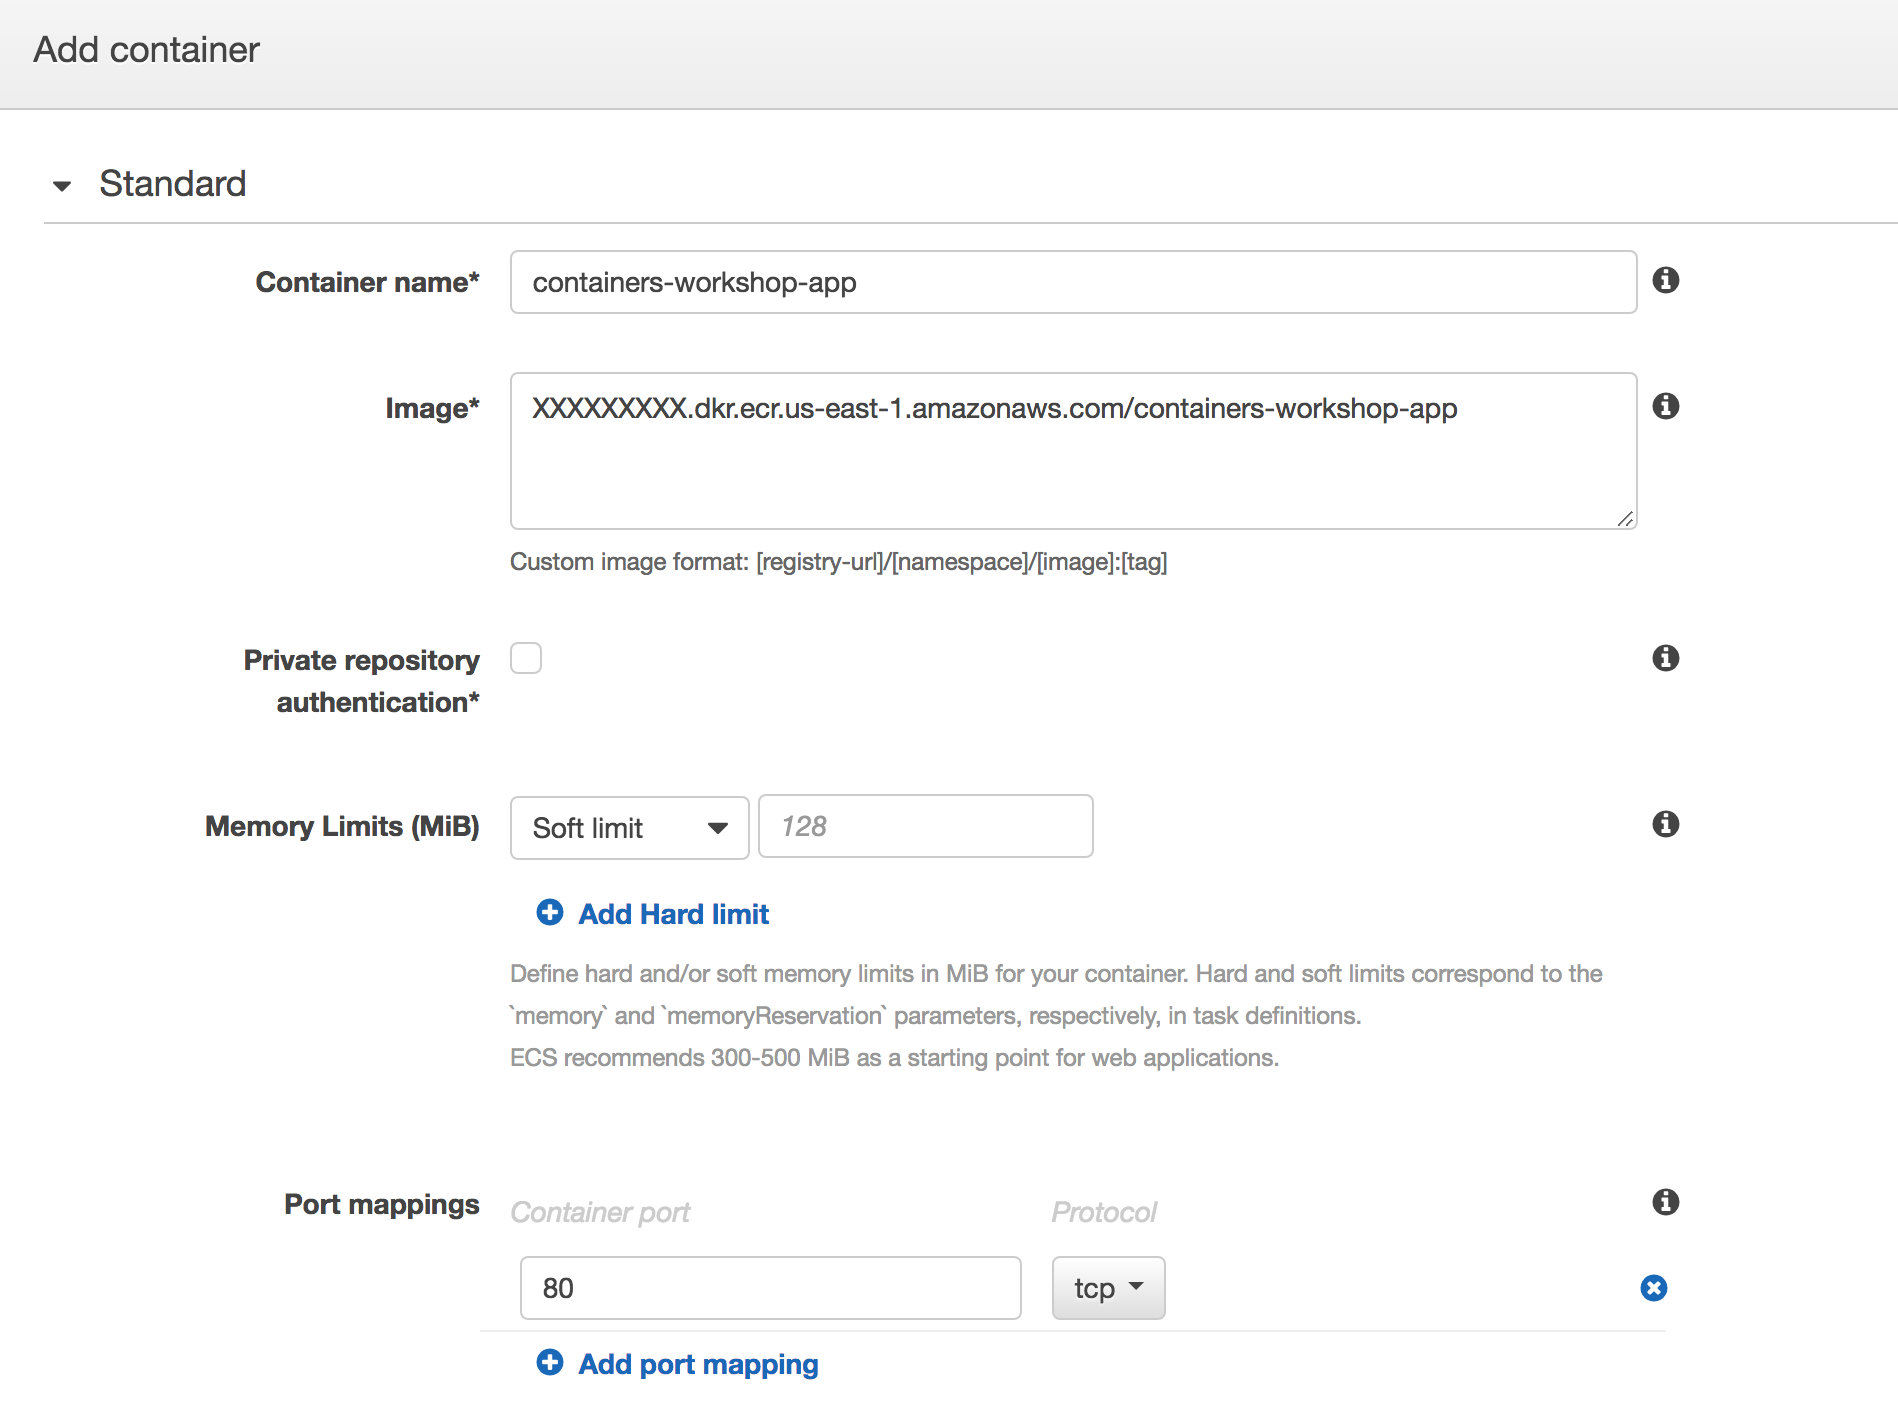 Add container
Standard
Container name*
containers-workshop-app
Image*
XXXXXXXXX.dkr.ecr.us-east-1.amazonaws.com/containers-workshop-app
Custom image format: [registry-url]/[namespace]/[image]:[tag]
Private repository
authentication*
Memory Limits (MiB)
Soft limit
128
Add Hard limit
Define hard and/or soft memory limits in MiB for your container. Hard and soft limits correspond to the
`memory` and `memoryReservation` parameters, respectively, in task definitions.
ECS recommends 300-500 MiB as a starting point for web applications.
Port mappings
Container port
Protocol
80
tcp
Add port mapping